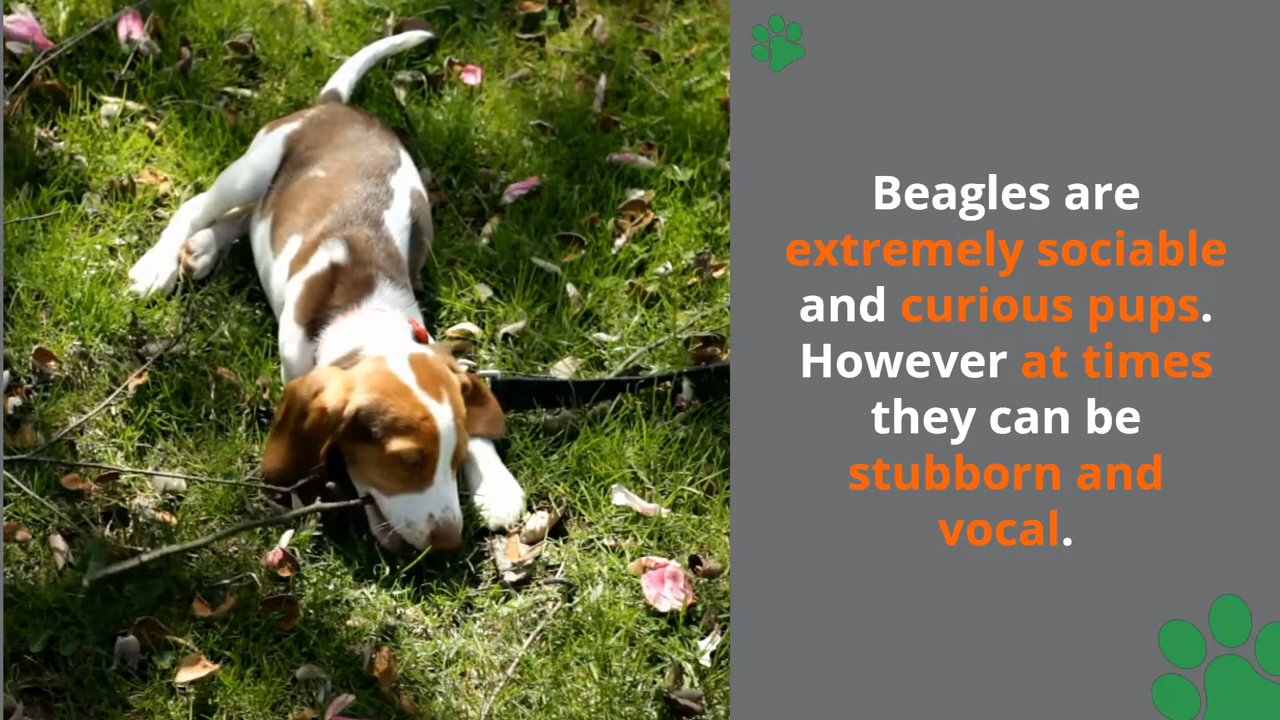 Beagles are
extremely sociable
and curious pups.
However at times
they can be
stubborn and
vocal.